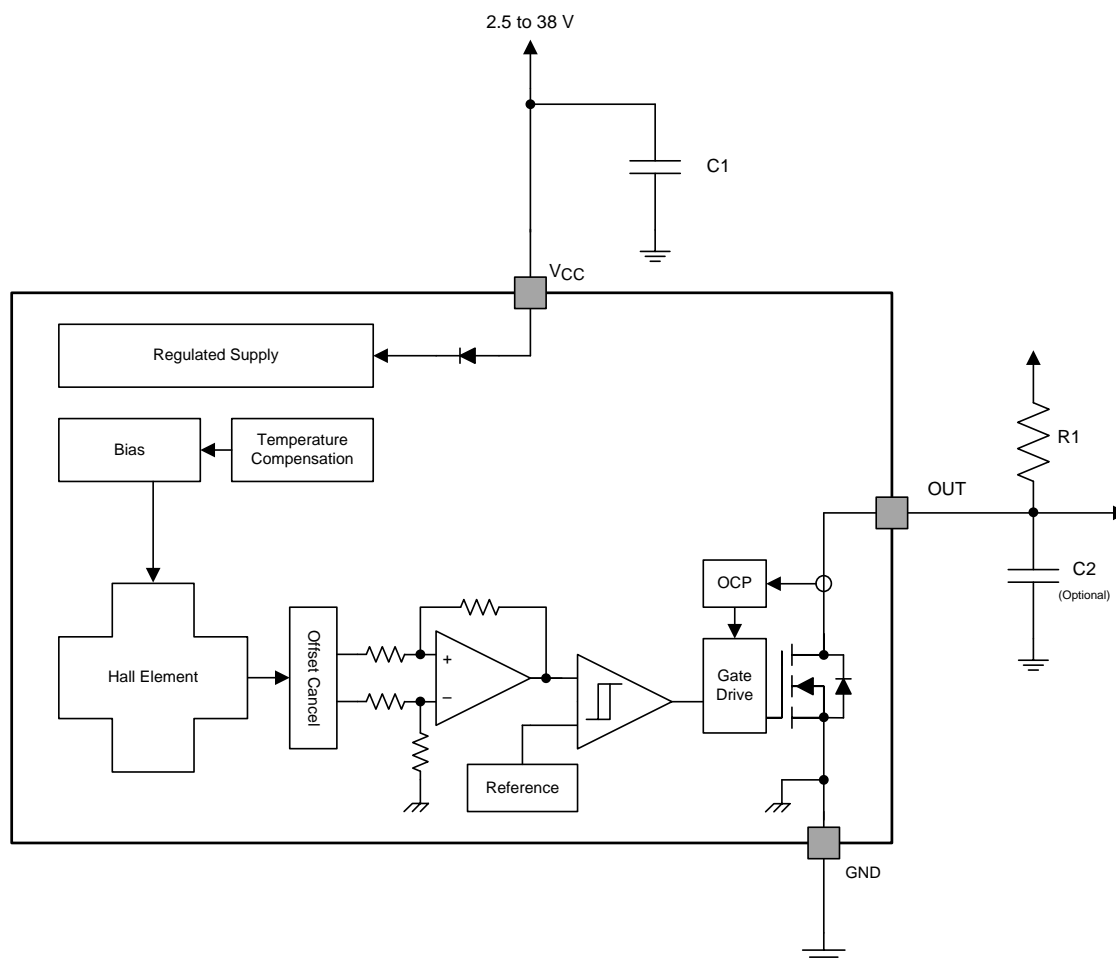 2.5 to 38 V
C1
VCC
Regulated Supply
Bias
Temperature
Compensation
R1
OUT
C2
(Optional)
OCP
Hall Element
Offset Cancel
+
–
Gate
Drive
Reference
GND